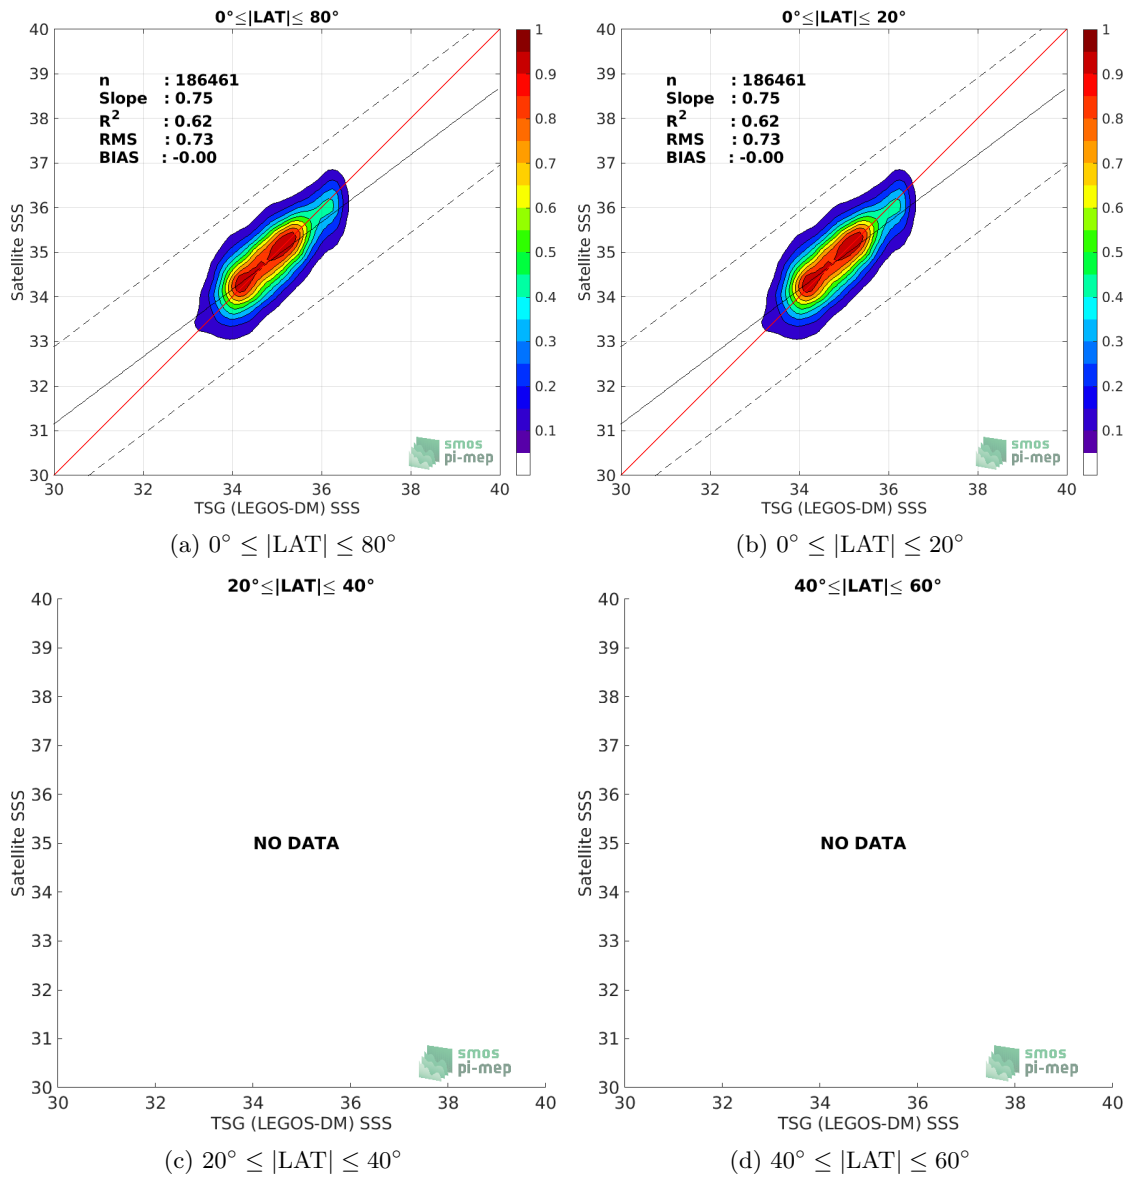 0°≤|LAT|≤ 80°
40
39
38
37
36
35
34
33
32
31
30
Satellite SSS
n : 186461
Slope : 0.75
R² : 0.62
RMS : 0.73
BIAS : -0.00
smos
pi-mep
30 32 34 36 38 40
TSG (LEGOS-DM) SSS
1
0.9
0.8
0.7
0.6
0.5
0.4
0.3
0.2
0.1
(a) 0° ≤ |LAT| ≤ 80°
0°≤|LAT|≤ 20°
40
39
38
37
36
35
34
33
32
31
30
Satellite SSS
n : 186461
Slope : 0.75
R² : 0.62
RMS : 0.73
BIAS : -0.00
smos
pi-mep
30 32 34 36 38 40
TSG (LEGOS-DM) SSS
1
0.9
0.8
0.7
0.6
0.5
0.4
0.3
0.2
0.1
(b) 0° ≤ |LAT| ≤ 20°
20°≤|LAT|≤ 40°
40
39
38
37
36
35
34
33
32
31
30
Satellite SSS
NO DATA
smos
pi-mep
30 32 34 36 38 40
TSG (LEGOS-DM) SSS
(c) 20° ≤ |LAT| ≤ 40°
40°≤|LAT|≤ 60°
40
39
38
37
36
35
34
33
32
31
30
Satellite SSS
NO DATA
smos
pi-mep
30 32 34 36 38 40
TSG (LEGOS-DM) SSS
(d) 40° ≤ |LAT| ≤ 60°